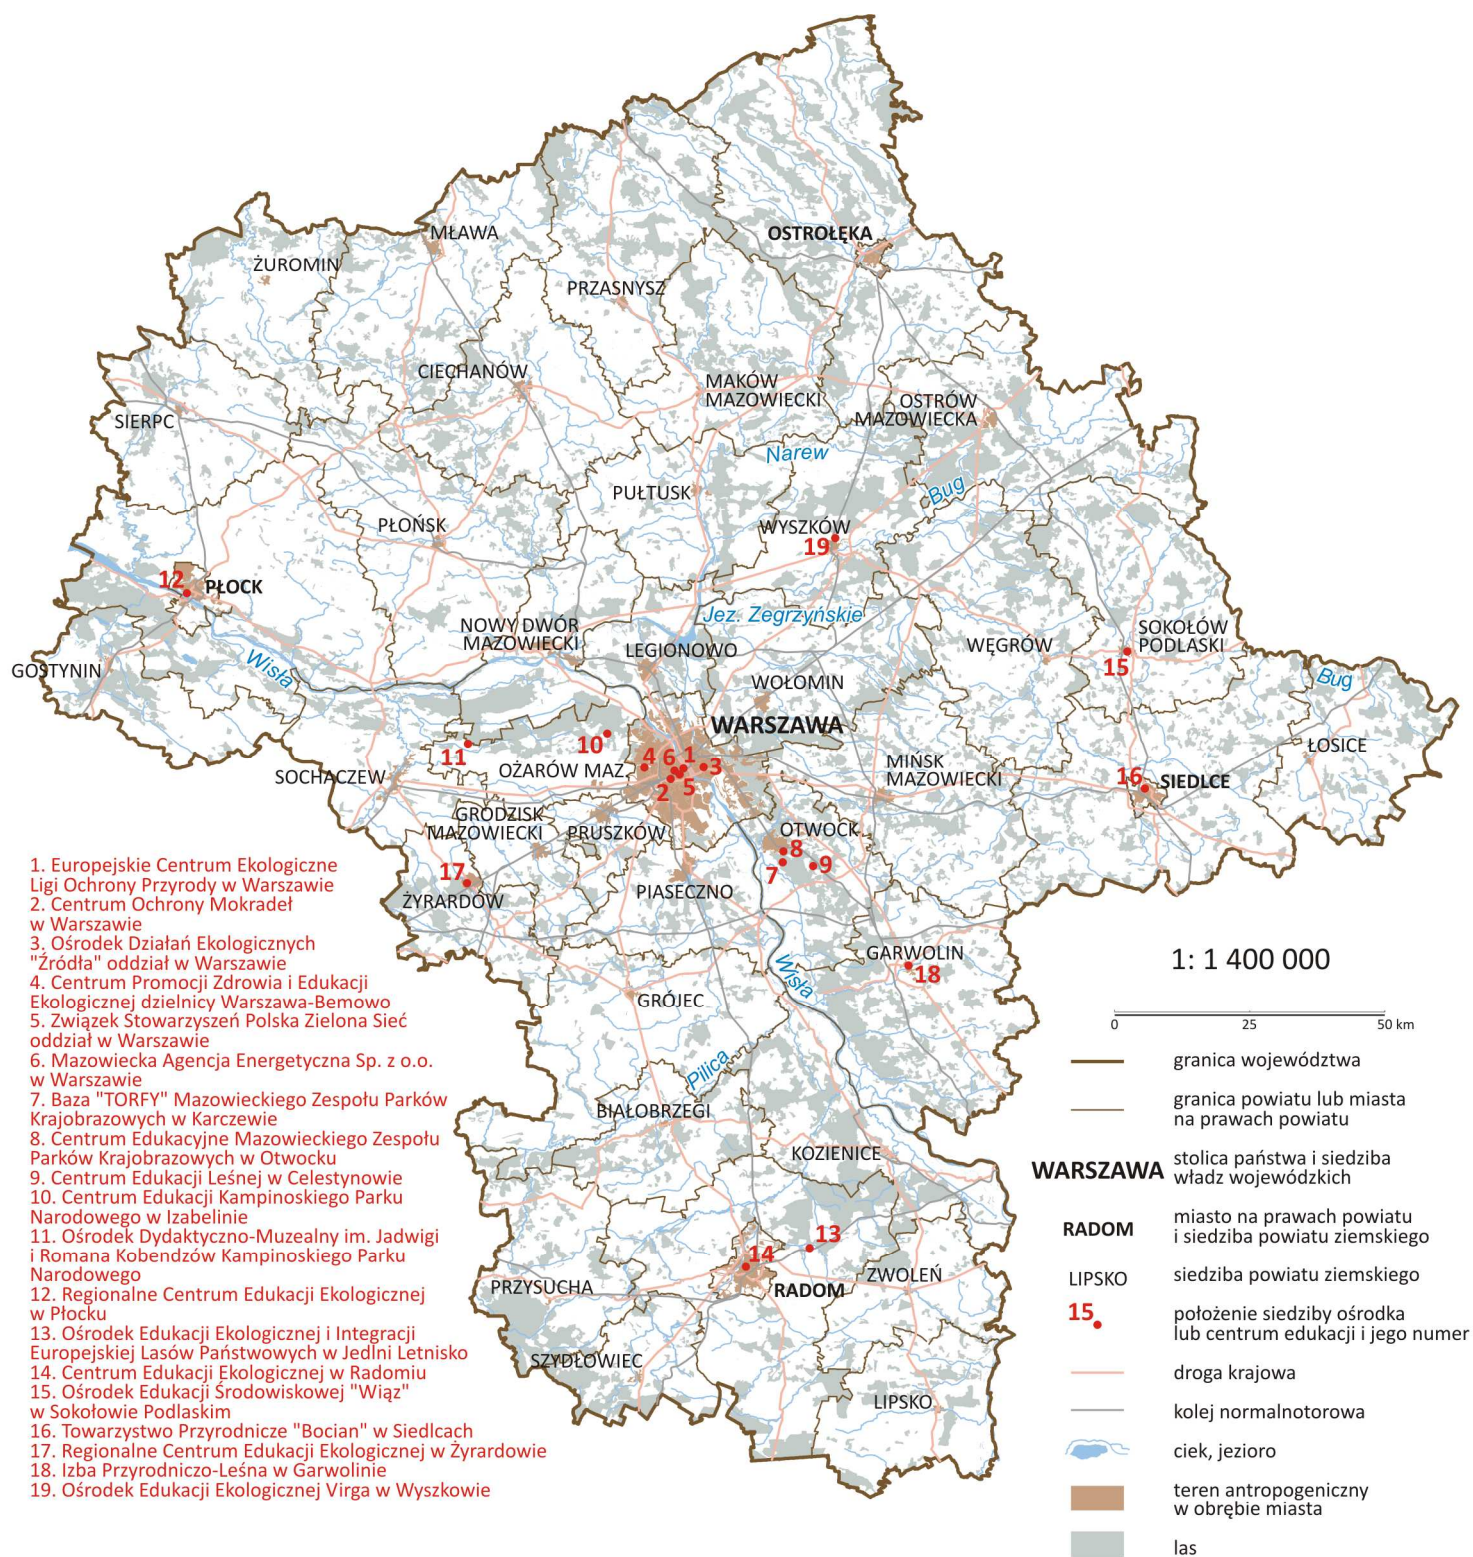 OSTROŁĘKA
MŁAWA
ŻUROMIN
PRZASNYSZ
CIECHANÓW
MAKÓW
MAZOWIECKI
OSTRÓW
MAZOWIECKA
SIERPC
Narew
PUŁTUSK
Bug
PŁOŃSK
WYSZKÓW
19
12
PŁOCK
Jez. Zegrzyńskie
NOWY DWÓR
MAZOWIECKI
LEGIONOWO
WĘGRÓW
SOKOŁÓW
PODLASKI
15
GOSTYNIN
Wisła
WOŁOMIN
Bug
WARSZAWA
11
10
OŻARÓW MAZ.
4
6
1
3
2
5
SOCHACZEW
MIŃSK
MAZOWIECKI
ŁOSICE
16
SIEDLCE
GRODZISK
MAZOWIECKI
PRUSZKÓW
OTWOCK
8
7
9
17
ŻYRARDÓW
PIASECZNO
GARWOLIN
18
Wisła
GRÓJEC
Pilica
BIAŁOBRZEGI
KOZIENICE
13
14
RADOM
ZWOLEŃ
PRZYSUCHA
SZYDŁOWIEC
LIPSKO
1. Europejskie Centrum Ekologiczne
Ligi Ochrony Przyrody w Warszawie
2. Centrum Ochrony Mokradeł
w Warszawie
3. Ośrodek Działań Ekologicznych
"Źródła" oddział w Warszawie
4. Centrum Promocji Zdrowia i Edukacji
Ekologicznej dzielnicy Warszawa-Bemowo
5. Związek Stowarzyszeń Polska Zielona Sieć
oddział w Warszawie
6. Mazowiecka Agencja Energetyczna Sp. z o.o.
w Warszawie
7. Baza "TORFY" Mazowieckiego Zespołu Parków
Krajobrazowych w Karczewie
8. Centrum Edukacyjne Mazowieckiego Zespołu
Parków Krajobrazowych w Otwocku
9. Centrum Edukacji Leśnej w Celestynowie
10. Centrum Edukacji Kampinoskiego Parku
Narodowego w Izabelinie
11. Ośrodek Dydaktyczno-Muzealny im. Jadwigi
i Romana Kobendzów Kampinoskiego Parku
Narodowego
12. Regionalne Centrum Edukacji Ekologicznej
w Płocku
13. Ośrodek Edukacji Ekologicznej i Integracji
Europejskiej Lasów Państwowych w Jedlni Letnisko
14. Centrum Edukacji Ekologicznej w Radomiu
15. Ośrodek Edukacji Środowiskowej "Wiąz"
w Sokołowie Podlaskim
16. Towarzystwo Przyrodnicze "Bocian" w Siedlcach
17. Regionalne Centrum Edukacji Ekologicznej w Żyrardowie
18. Izba Przyrodniczo-Leśna w Garwolinie
19. Ośrodek Edukacji Ekologicznej Virga w Wyszkowie
1: 1 400 000
0 25 50 km
granica województwa
granica powiatu lub miasta
na prawach powiatu
WARSZAWA stolica państwa i siedziba
władz wojewódzkich
RADOM miasto na prawach powiatu
i siedziba powiatu ziemskiego
LIPSKO siedziba powiatu ziemskiego
15 położenie siedziby ośrodka
lub centrum edukacji i jego numer
droga krajowa
kolej normalnotorowa
ciek, jezioro
teren antropogeniczny
w obrębie miasta
las